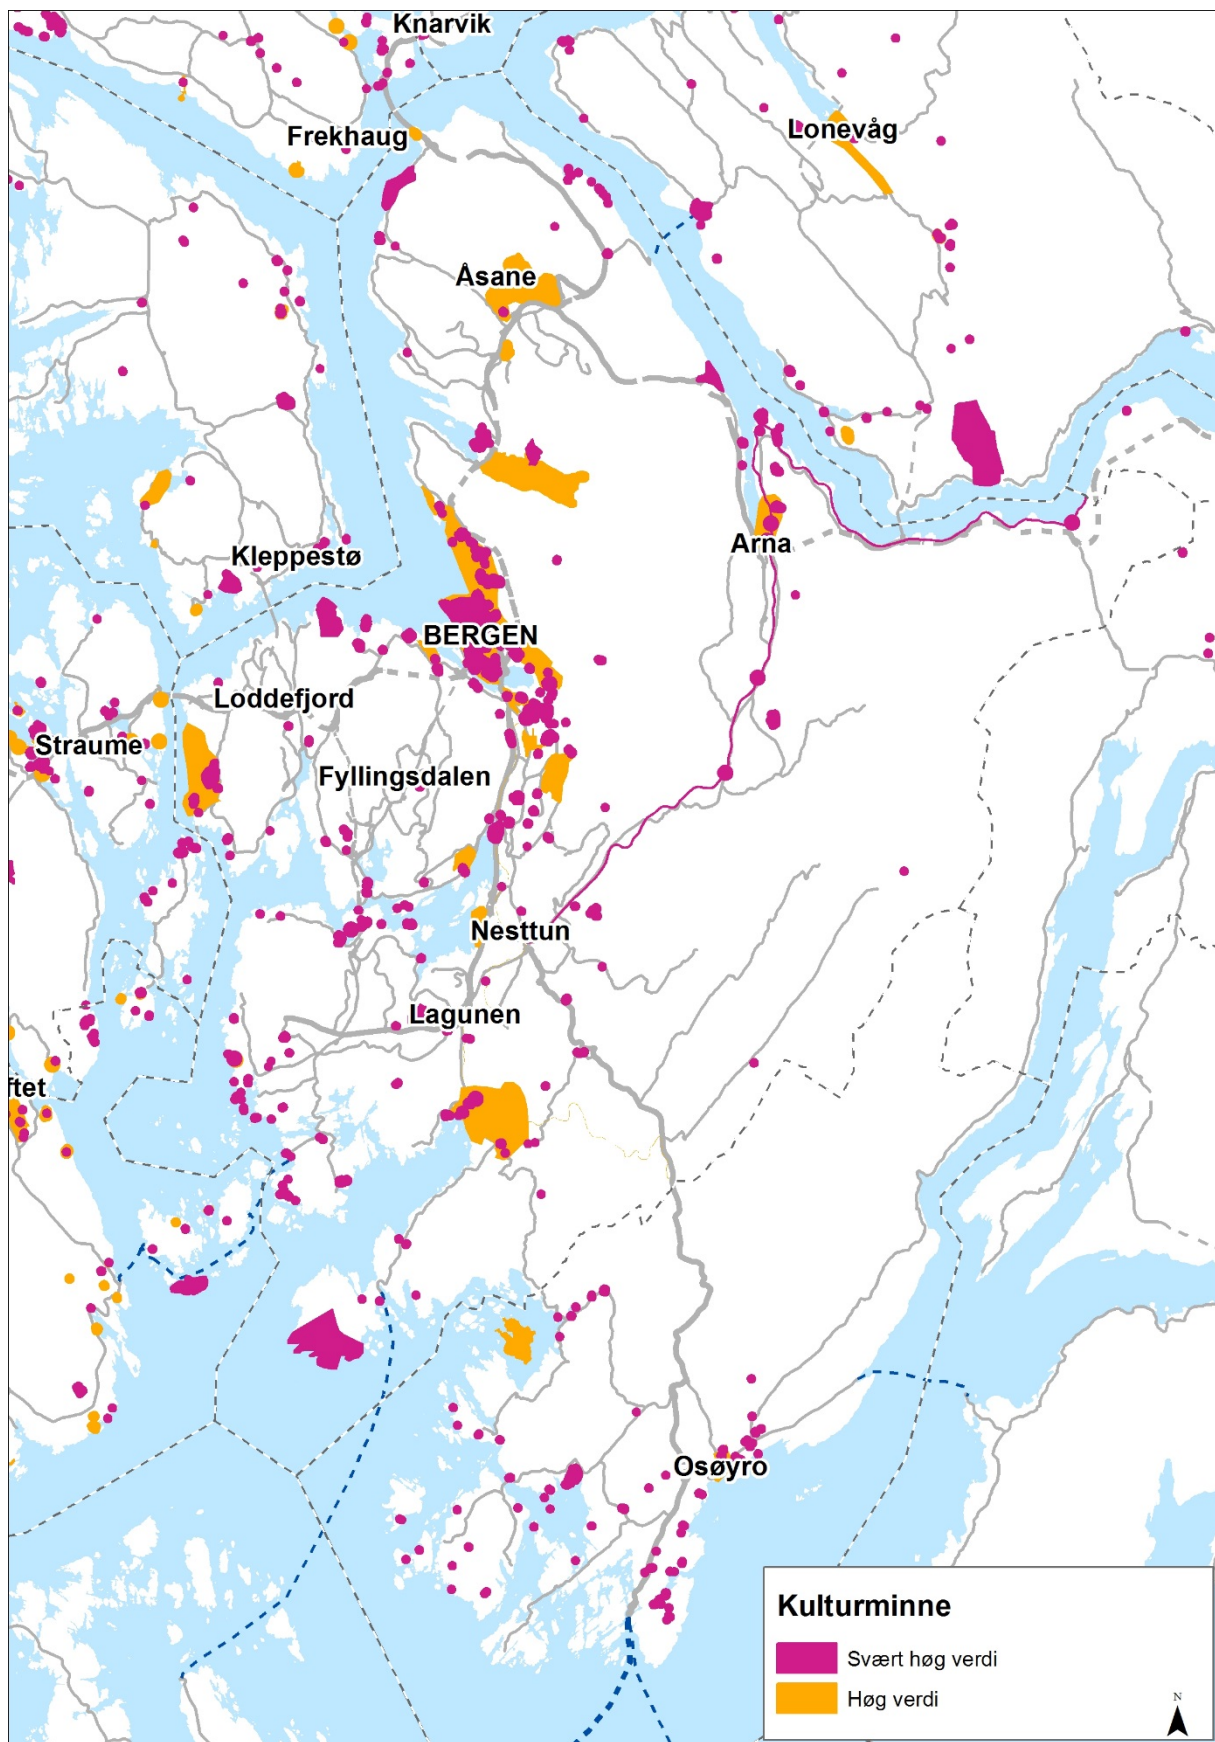 Knarvik
Lonevåg
Frekhaug
Åsane
Arna
Kleppestø
BERGEN
Loddefjord
Straume
Fyllingsdalen
Nesttun
Lagunen
ftet
Osøyro
Kulturminne
Svært høg verdi
Høg verdi
N